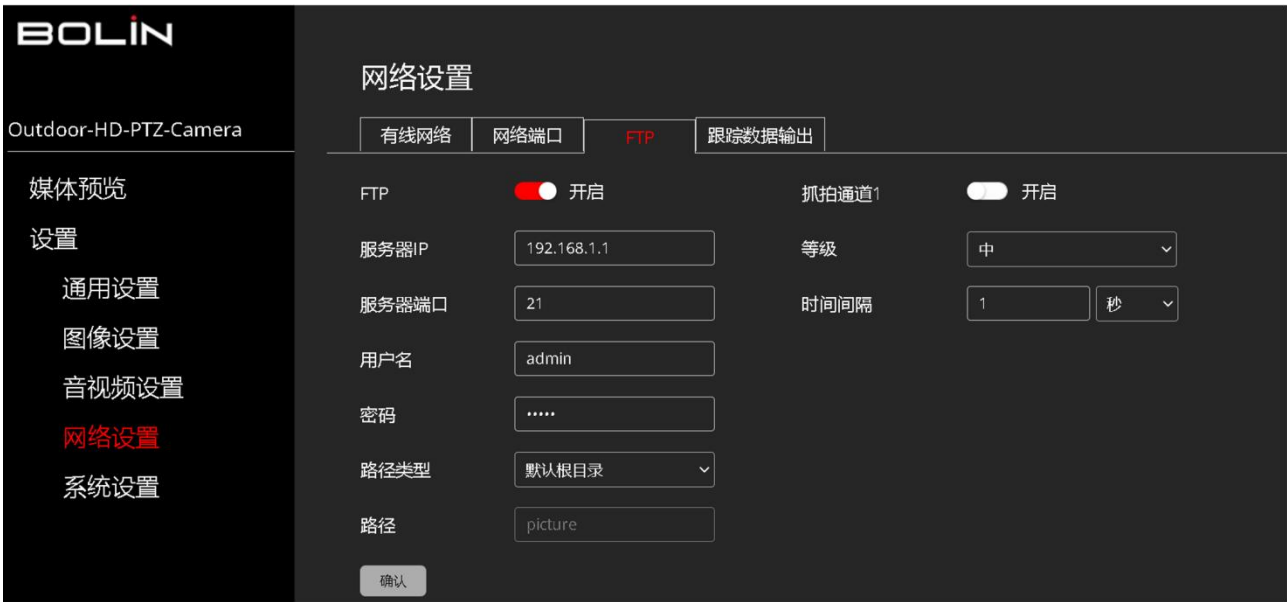 BOLIN
Outdoor-HD-PTZ-Camera
媒体预览
设置
通用设置
图像设置
音视频设置
网络设置
系统设置
网络设置
有线网络 网络端口 FTP 跟踪数据输出
FTP 开启 抓拍通道1 开启
服务器IP 192.168.1.1 等级 中
服务器端口 21 时间间隔 1 秒
用户名 admin
密码 •••••
路径类型 默认根目录
路径 picture
确认